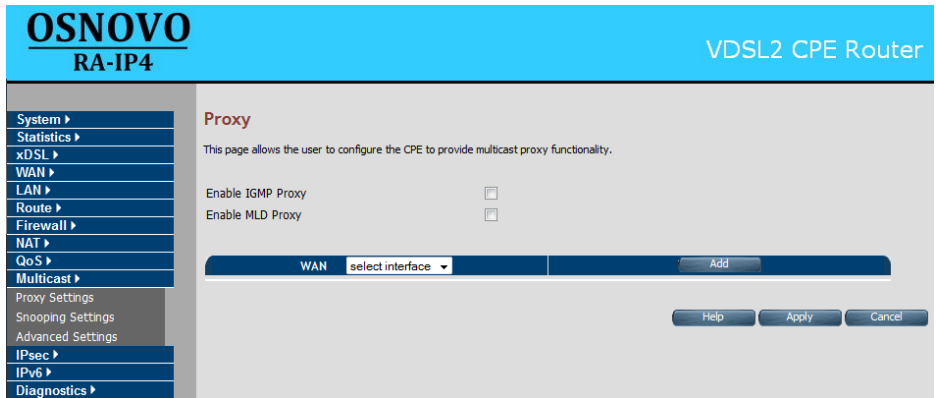 OSNOVO
RA-IP4
VDSL2 CPE Router
System
Statistics
xDSL
WAN
LAN
Route
Firewall
NAT
QoS
Multicast
Proxy Settings
Snooping Settings
Advanced Settings
IPsec
IPv6
Diagnostics
Proxy
This page allows the user to configure the CPE to provide multicast proxy functionality.
Enable IGMP Proxy
Enable MLD Proxy
WAN select interface Add
Help Apply Cancel